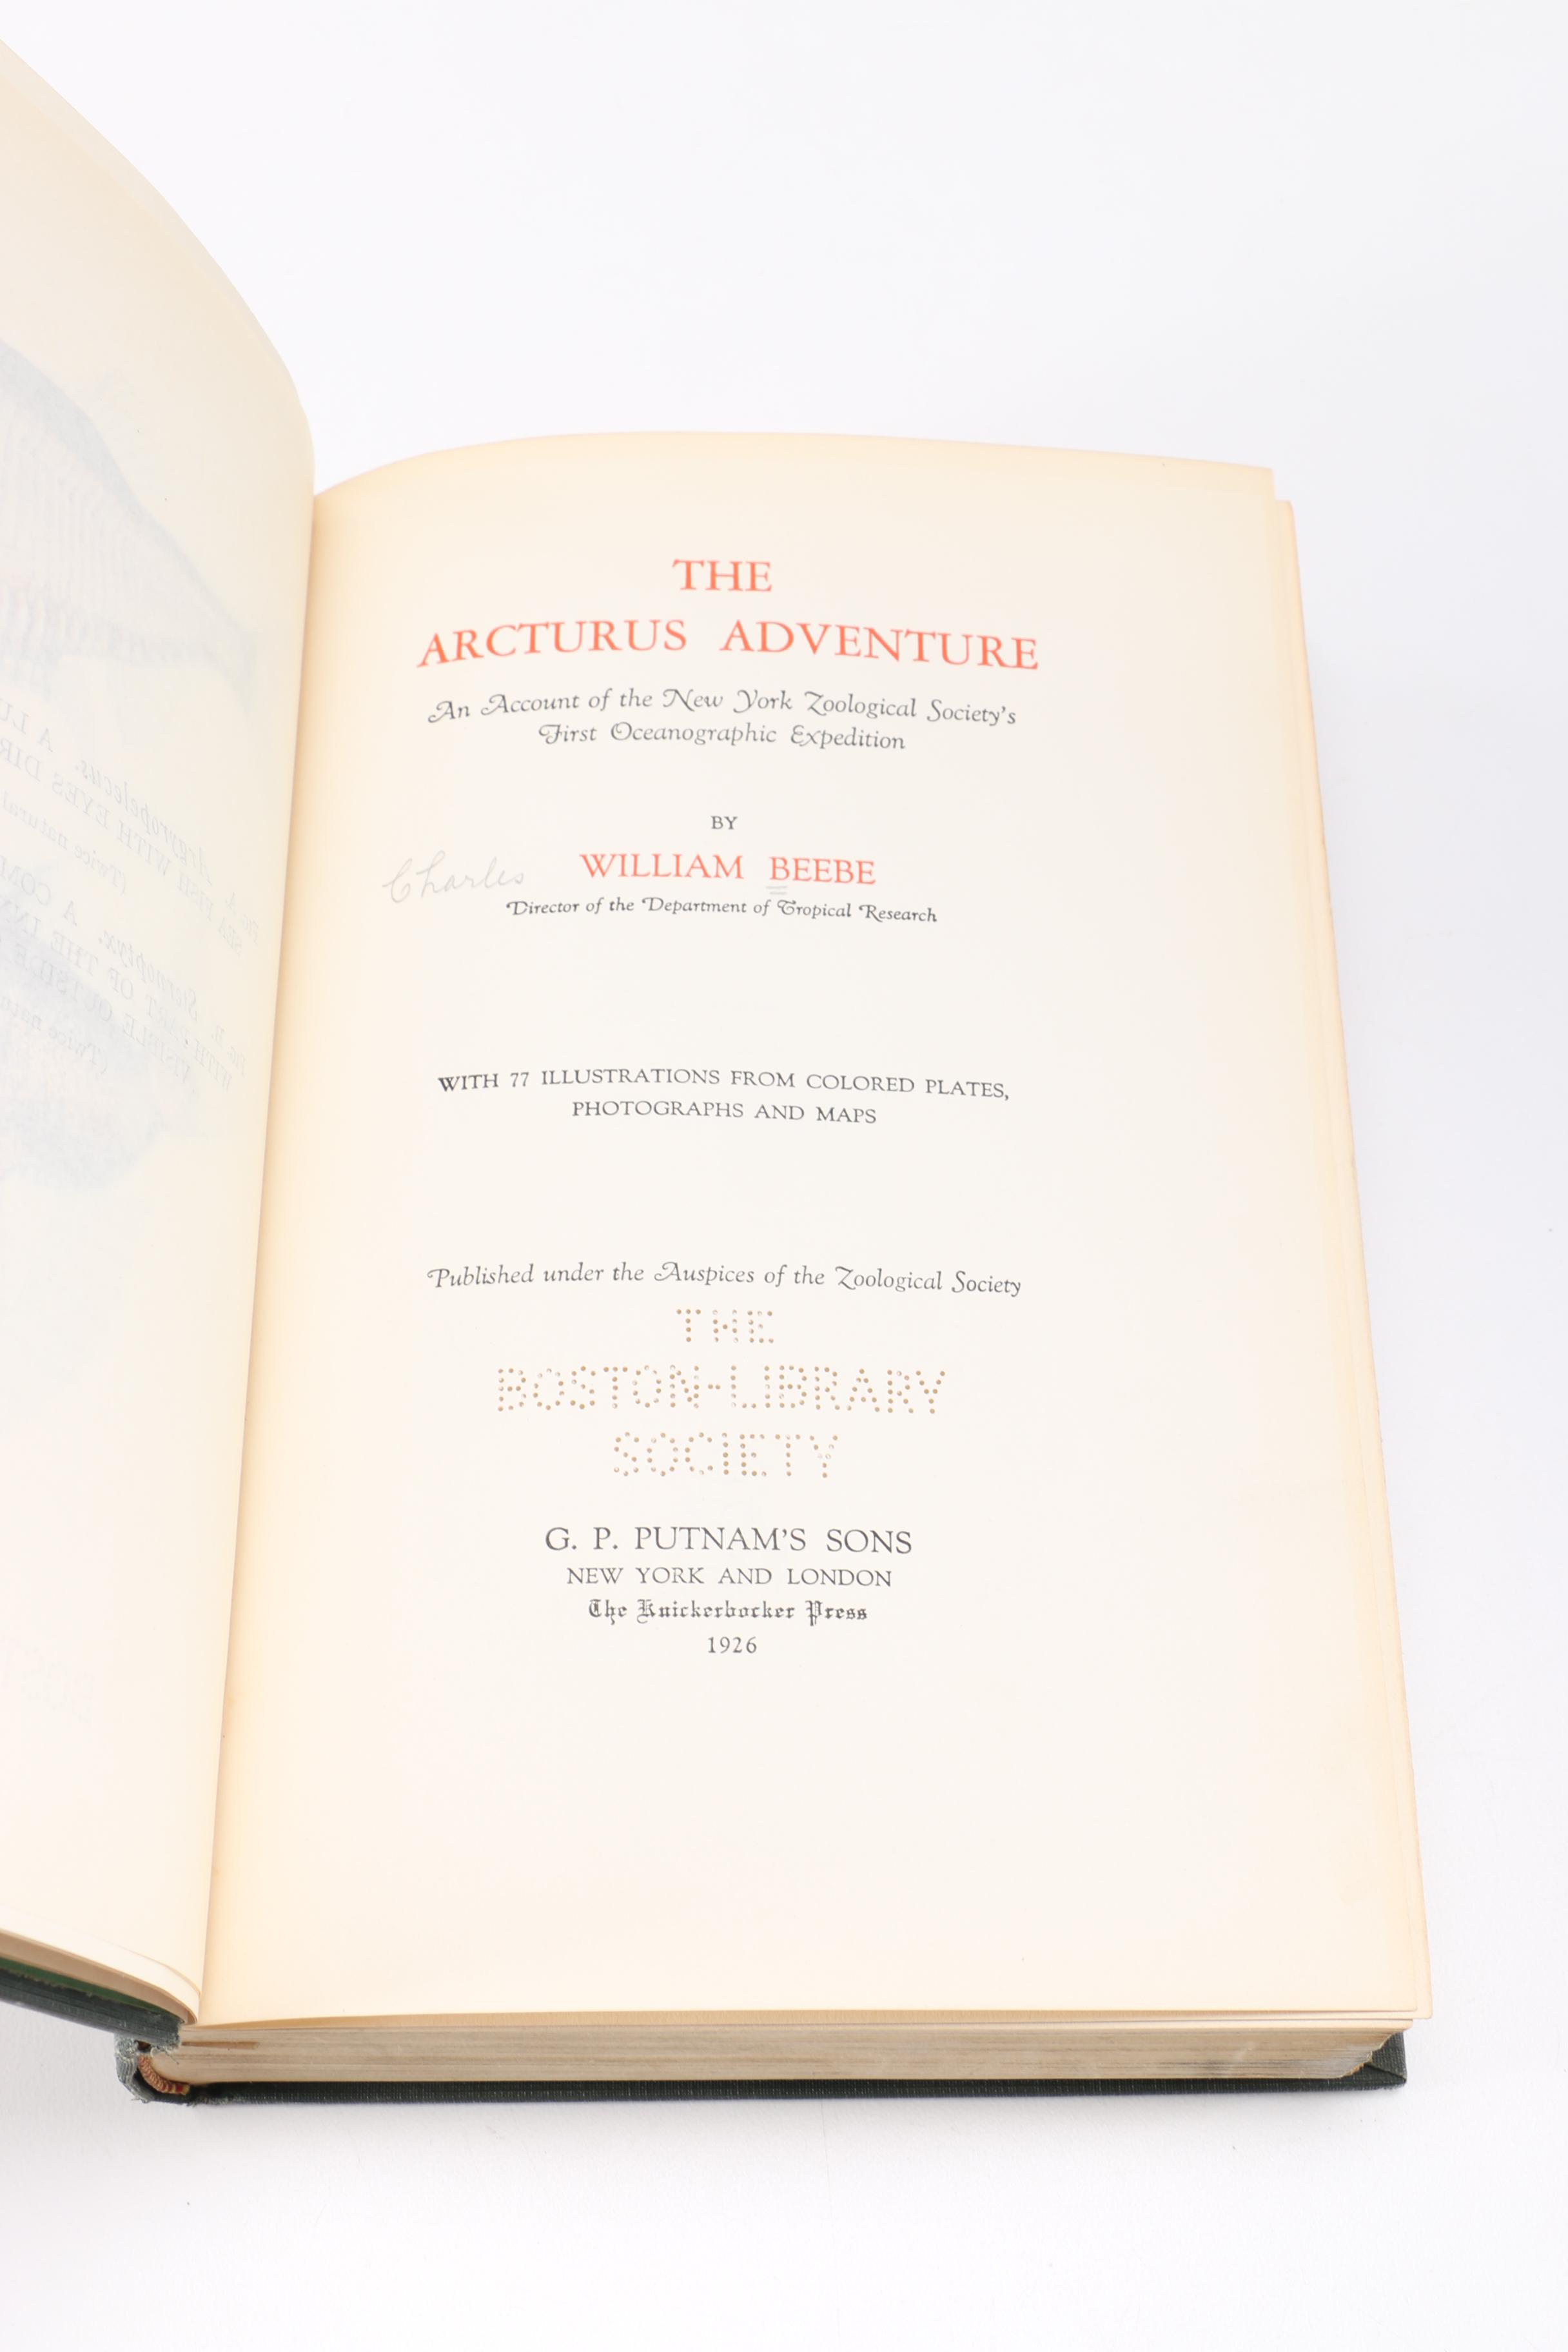 THE
ARCTURUS ADVENTURE
An Account of the New York Zoological Society's
First Oceanographic Expedition
BY
Charles WILLIAM BEEBE
Director of the Department of Tropical Research
WITH 77 ILLUSTRATIONS FROM COLORED PLATES,
PHOTOGRAPHS AND MAPS
Published under the Auspices of the Zoological Society
THE
BOSTON-LIBRARY
SOCIETY
G. P. PUTNAM'S SONS
NEW YORK AND LONDON
The Knickerbocker Press
1926